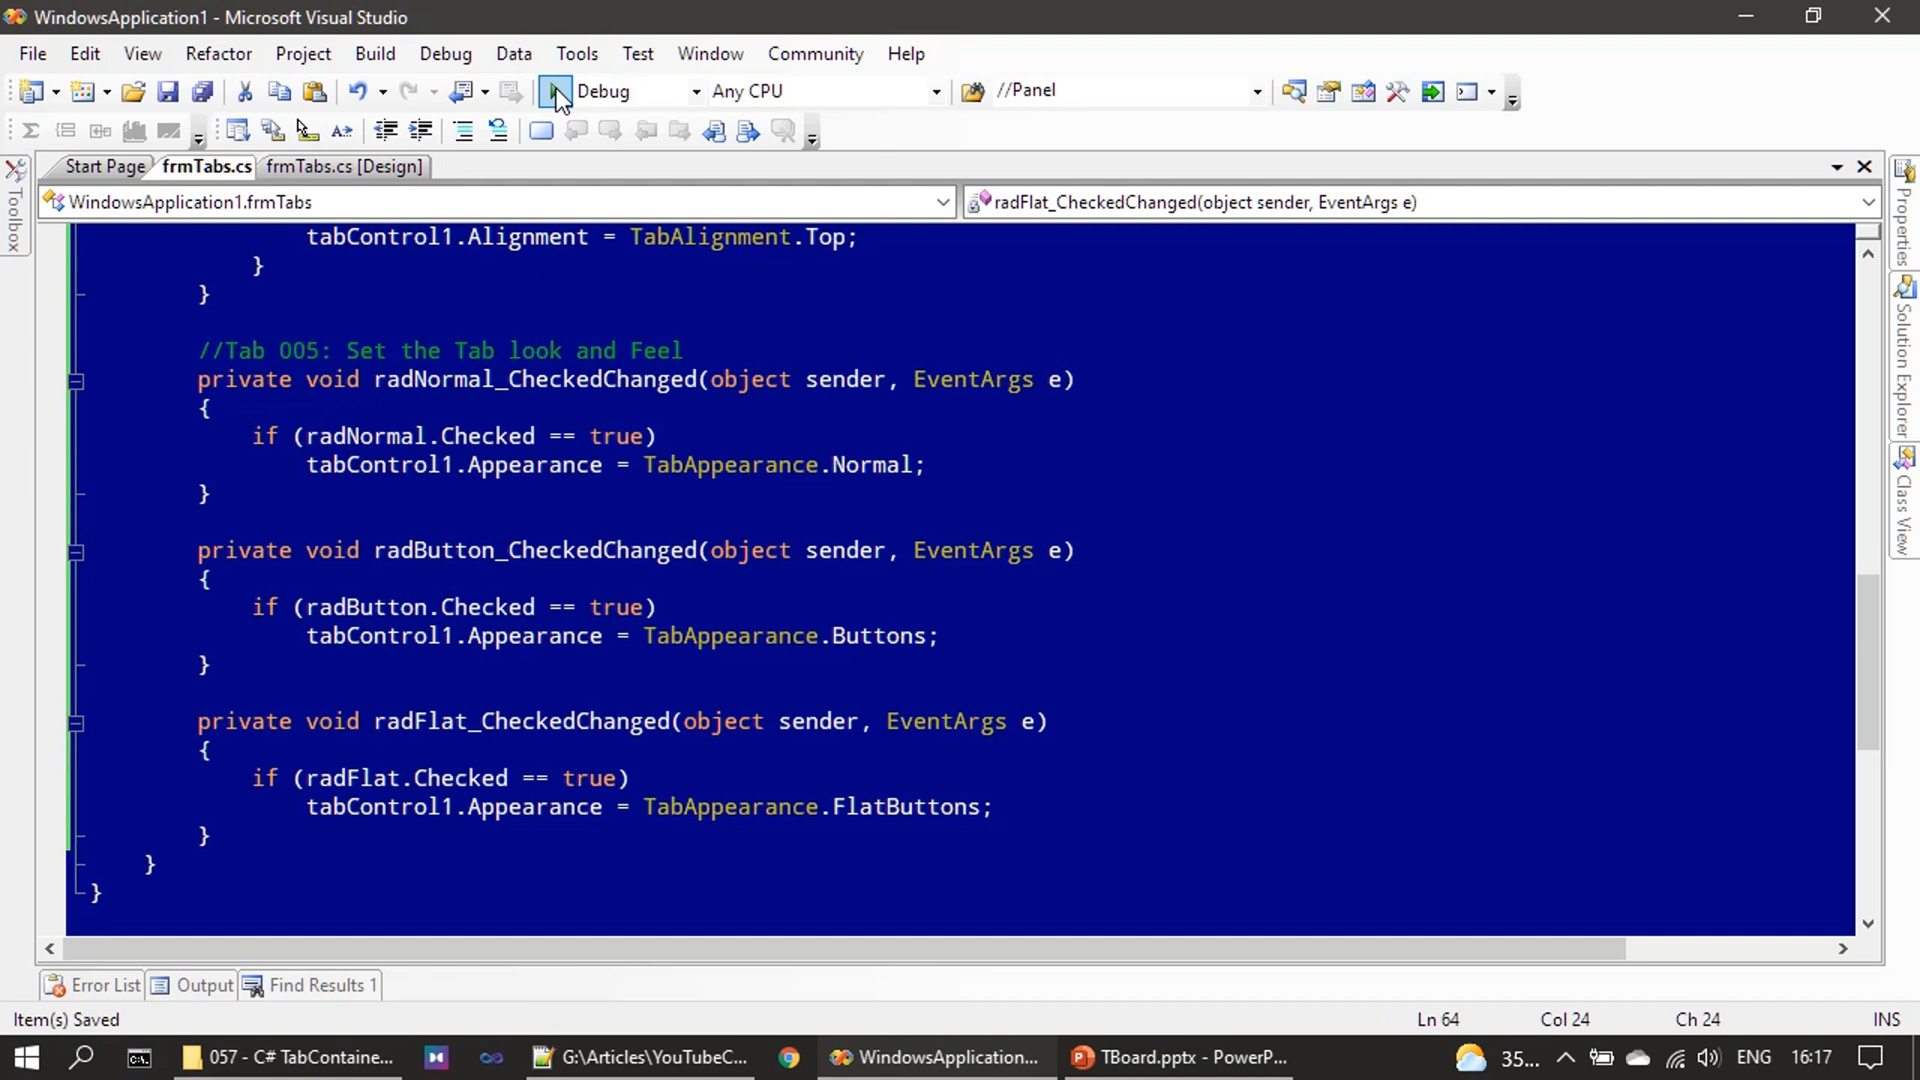 WindowsApplication1 - Microsoft Visual Studio
File Edit View Refactor Project Build Debug Data Tools Test Window Community Help
Debug Any CPU //Panel
Start Page frmTabs.cs frmTabs.cs [Design]
WindowsApplication1.frmTabs radFlat_CheckedChanged(object sender, EventArgs e)
Toolbox
Properties
Solution Explorer
Class View
tabControl1.Alignment = TabAlignment.Top;
}
}
//Tab 005: Set the Tab look and Feel
private void radNormal_CheckedChanged(object sender, EventArgs e)
{
if (radNormal.Checked == true)
tabControl1.Appearance = TabAppearance.Normal;
}
private void radButton_CheckedChanged(object sender, EventArgs e)
{
if (radButton.Checked == true)
tabControl1.Appearance = TabAppearance.Buttons;
}
private void radFlat_CheckedChanged(object sender, EventArgs e)
{
if (radFlat.Checked == true)
tabControl1.Appearance = TabAppearance.FlatButtons;
}
}
}
Error List Output Find Results 1
Item(s) Saved Ln 64 Col 24 Ch 24 INS
057 - C# TabContaine... G:\Articles\YouTubeC... WindowsApplication... TBoard.pptx - PowerP... 35... ENG 16:17